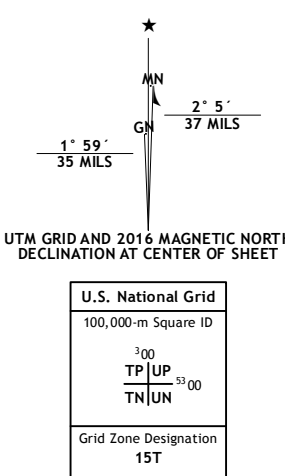 ★
MN
GN
2° 5´
37 MILS
1° 59´
35 MILS
UTM GRID AND 2016 MAGNETIC NORTH
DECLINATION AT CENTER OF SHEET
U.S. National Grid
100,000-m Square ID
³00
TP UP
⁵³00
TN UN
Grid Zone Designation
15T